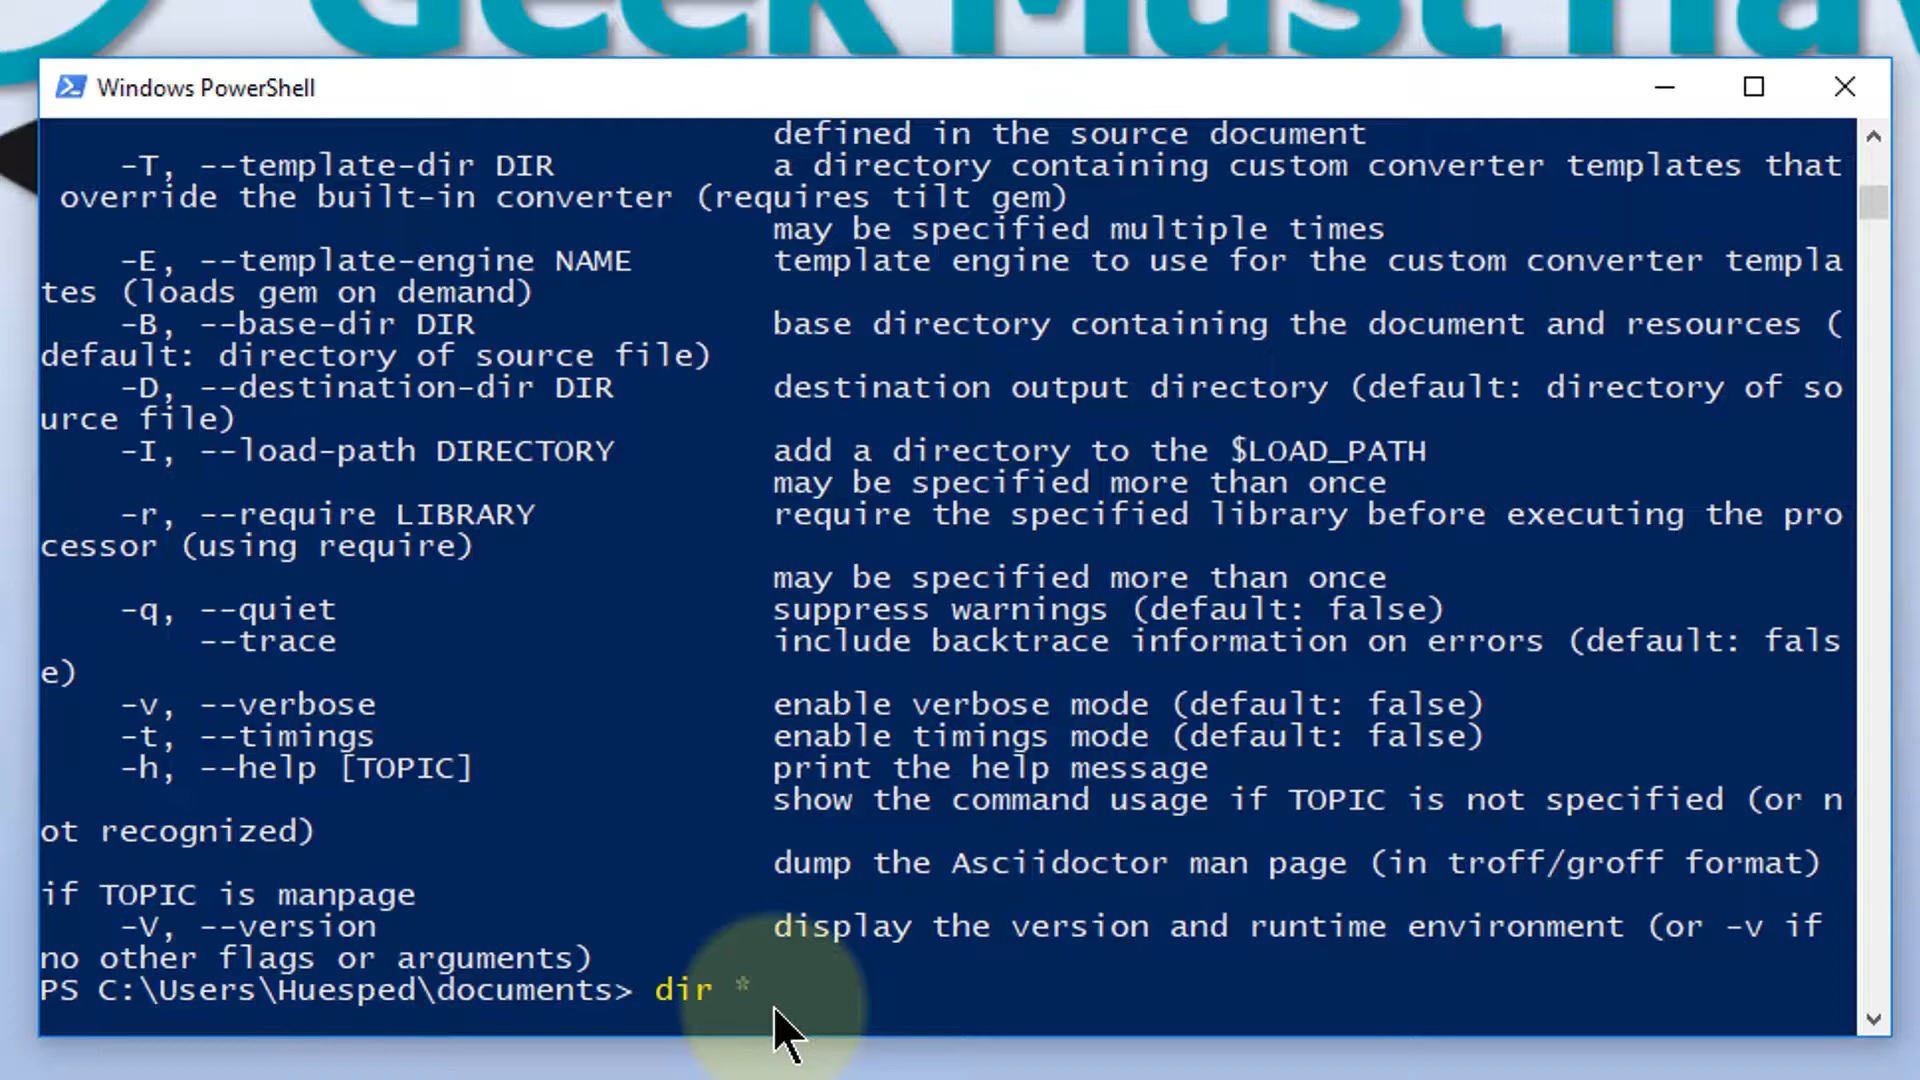 Geek Must Hav
Windows PowerShell
defined in the source document
-T, --template-dir DIR a directory containing custom converter templates that
override the built-in converter (requires tilt gem)
may be specified multiple times
-E, --template-engine NAME template engine to use for the custom converter templa
tes (loads gem on demand)
-B, --base-dir DIR base directory containing the document and resources (
default: directory of source file)
-D, --destination-dir DIR destination output directory (default: directory of so
urce file)
-I, --load-path DIRECTORY add a directory to the $LOAD_PATH
may be specified more than once
-r, --require LIBRARY require the specified library before executing the pro
cessor (using require)
may be specified more than once
-q, --quiet suppress warnings (default: false)
--trace include backtrace information on errors (default: fals
e)
-v, --verbose enable verbose mode (default: false)
-t, --timings enable timings mode (default: false)
-h, --help [TOPIC] print the help message
show the command usage if TOPIC is not specified (or n
ot recognized)
dump the Asciidoctor man page (in troff/groff format)
if TOPIC is manpage
-V, --version display the version and runtime environment (or -v if
no other flags or arguments)
PS C:\Users\Huesped\documents> dir *